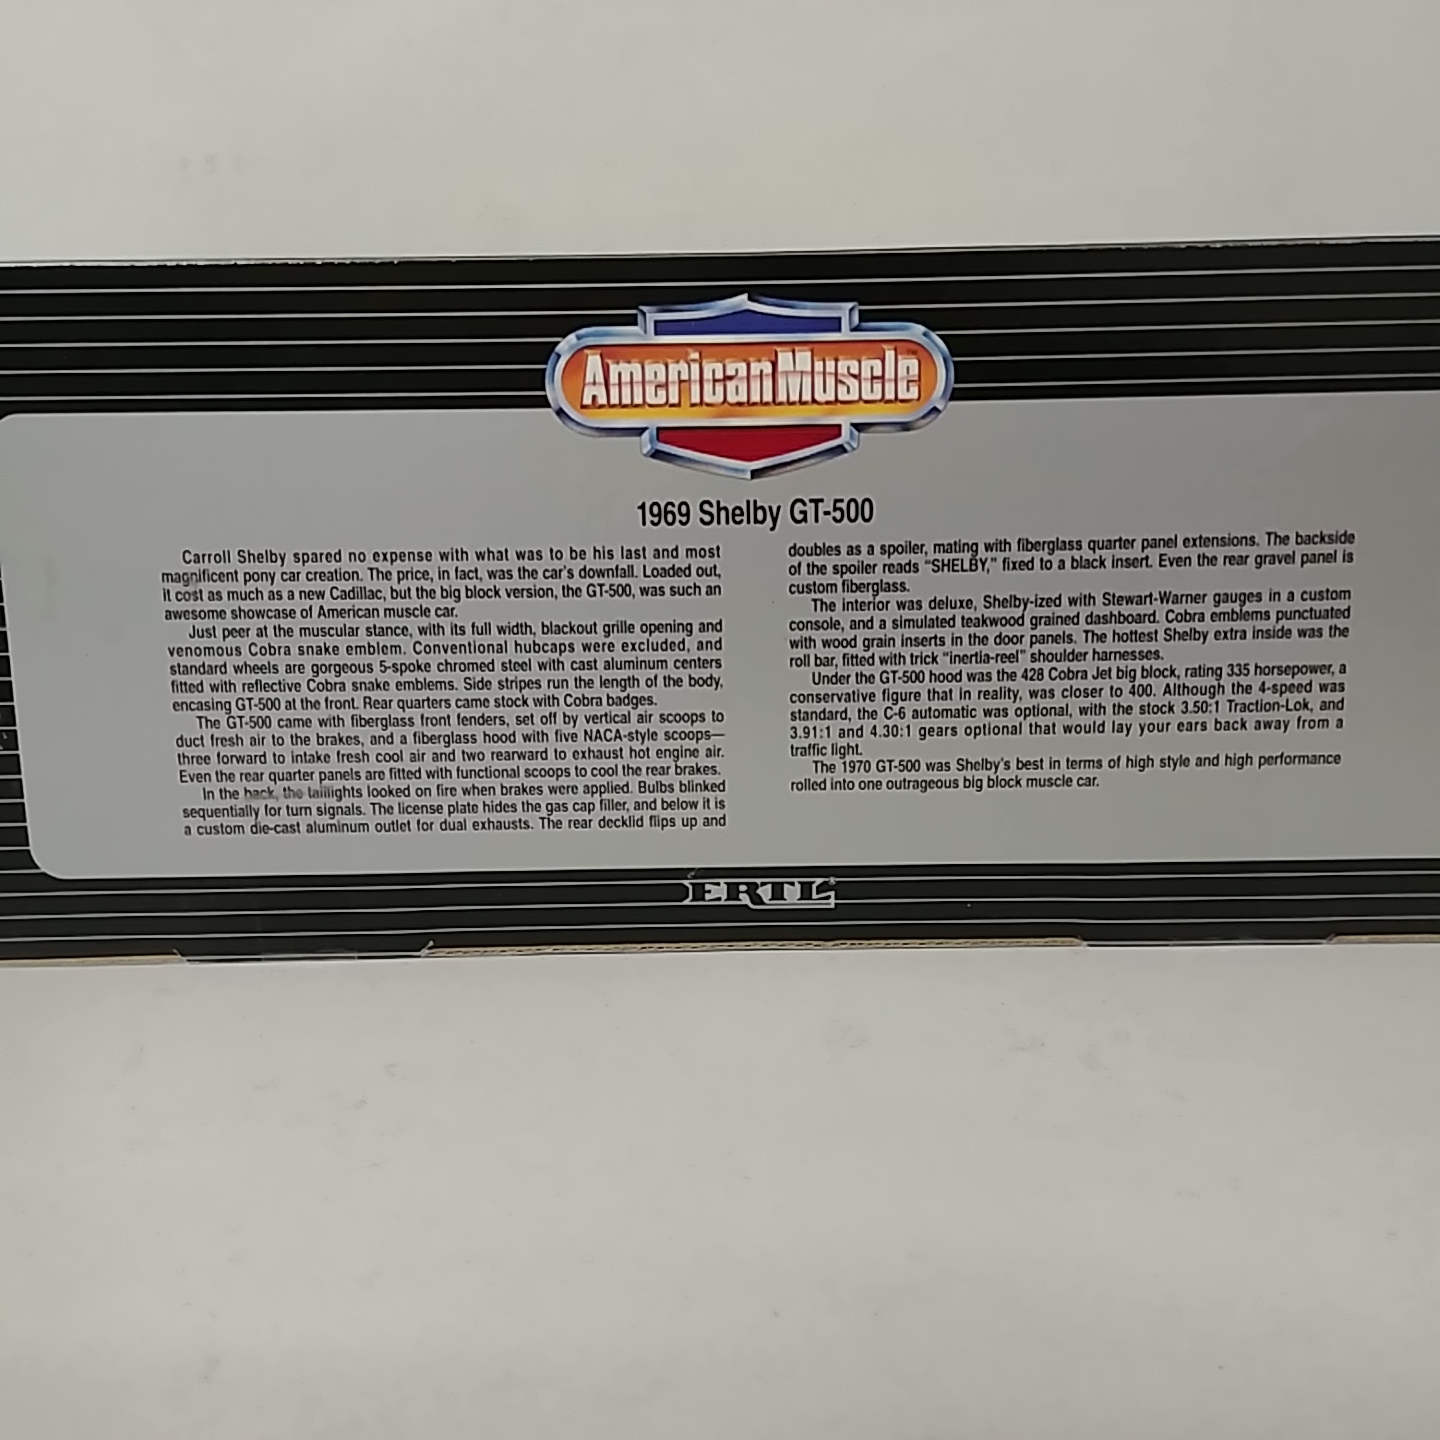 AmericanMuscle
1969 Shelby GT-500
Carroll Shelby spared no expense with what was to be his last and most
magnificent pony car creation. The price, in fact, was the car's downfall. Loaded out,
it cost as much as a new Cadillac, but the big block version, the GT-500, was such an
awesome showcase of American muscle car.
Just peer at the muscular stance, with its full width, blackout grille opening and
venomous Cobra snake emblem. Conventional hubcaps were excluded, and
standard wheels are gorgeous 5-spoke chromed steel with cast aluminum centers
fitted with reflective Cobra snake emblems. Side stripes run the length of the body,
encasing GT-500 at the front. Rear quarters came stock with Cobra badges.
The GT-500 came with fiberglass front fenders, set off by vertical air scoops to
duct fresh air to the brakes, and a fiberglass hood with five NACA-style scoops—
three forward to intake fresh cool air and two rearward to exhaust hot engine air.
Even the rear quarter panels are fitted with functional scoops to cool the rear brakes.
In the back, the taillights looked on fire when brakes were applied. Bulbs blinked
sequentially for turn signals. The license plate hides the gas cap filler, and below it is
a custom die-cast aluminum outlet for dual exhausts. The rear decklid flips up and
doubles as a spoiler, mating with fiberglass quarter panel extensions. The backside
of the spoiler reads "SHELBY," fixed to a black insert. Even the rear gravel panel is
custom fiberglass.
The interior was deluxe, Shelby-ized with Stewart-Warner gauges in a custom
console, and a simulated teakwood grained dashboard. Cobra emblems punctuated
with wood grain inserts in the door panels. The hottest Shelby extra inside was the
roll bar, fitted with trick "inertia-reel" shoulder harnesses.
Under the GT-500 hood was the 428 Cobra Jet big block, rating 335 horsepower, a
conservative figure that in reality, was closer to 400. Although the 4-speed was
standard, the C-6 automatic was optional, with the stock 3.50:1 Traction-Lok, and
3.91:1 and 4.30:1 gears optional that would lay your ears back away from a
traffic light.
The 1970 GT-500 was Shelby's best in terms of high style and high performance
rolled into one outrageous big block muscle car.
ERTL®